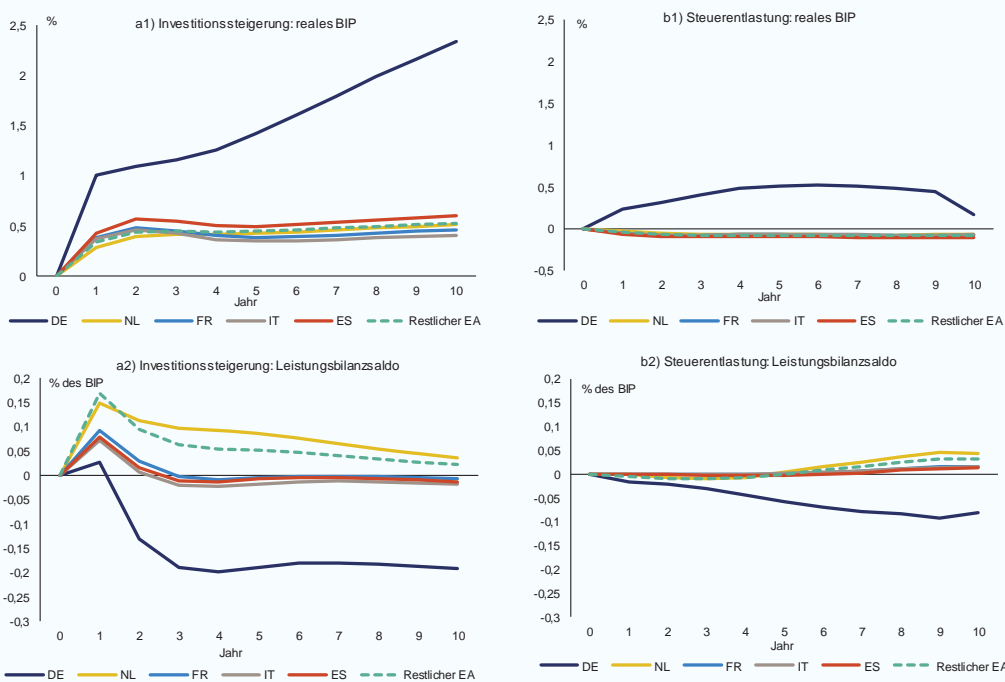 a1) Investitionssteigerung: reales BIP
%
2,5
2
1,5
1
0,5
0
0 1 2 3 4 5 6 7 8 9 10
Jahr
DE NL FR IT ES Restlicher EA
b1) Steuerentlastung: reales BIP
%
2,5
2
1,5
1
0,5
0
-0,5
0 1 2 3 4 5 6 7 8 9 10
Jahr
DE NL FR IT ES Restlicher EA
a2) Investitionssteigerung: Leistungsbilanzsaldo
% des BIP
0,2
0,15
0,1
0,05
0
-0,05
-0,1
-0,15
-0,2
-0,25
-0,3
0 1 2 3 4 5 6 7 8 9 10
Jahr
DE NL FR IT ES Restlicher EA
b2) Steuerentlastung: Leistungsbilanzsaldo
% des BIP
0,2
0,15
0,1
0,05
0
-0,05
-0,1
-0,15
-0,2
-0,25
-0,3
0 1 2 3 4 5 6 7 8 9 10
Jahr
DE NL FR IT ES Restlicher EA